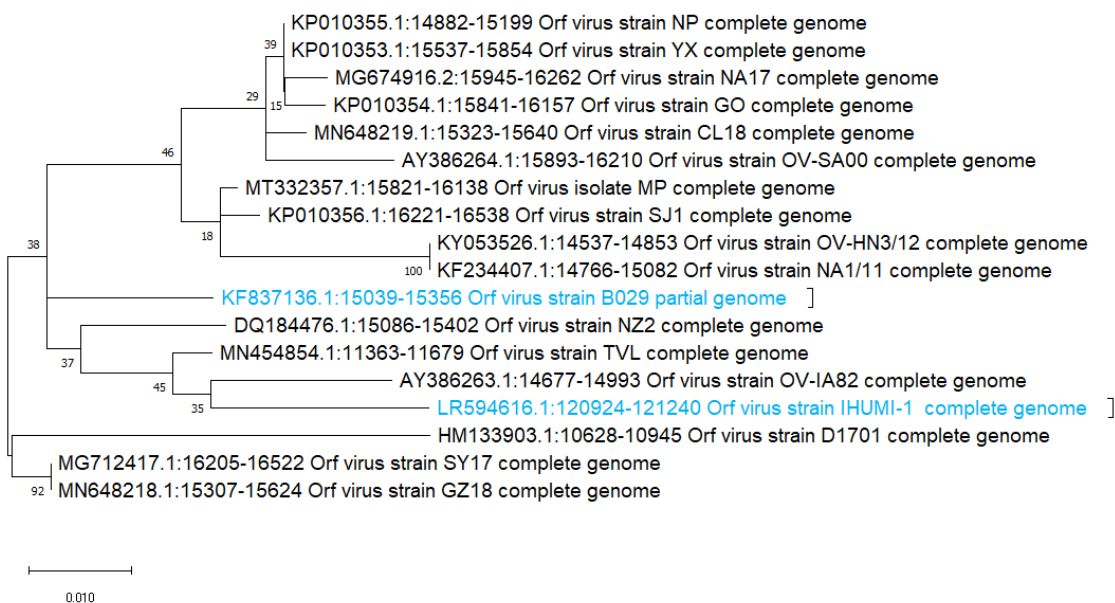 KP010355.1:14882-15199 Orf virus strain NP complete genome
39
KP010353.1:15537-15854 Orf virus strain YX complete genome
MG674916.2:15945-16262 Orf virus strain NA17 complete genome
29
15
KP010354.1:15841-16157 Orf virus strain GO complete genome
MN648219.1:15323-15640 Orf virus strain CL18 complete genome
46
AY386264.1:15893-16210 Orf virus strain OV-SA00 complete genome
MT332357.1:15821-16138 Orf virus isolate MP complete genome
KP010356.1:16221-16538 Orf virus strain SJ1 complete genome
18
38
KY053526.1:14537-14853 Orf virus strain OV-HN3/12 complete genome
100
KF234407.1:14766-15082 Orf virus strain NA1/11 complete genome
KF837136.1:15039-15356 Orf virus strain B029 partial genome
DQ184476.1:15086-15402 Orf virus strain NZ2 complete genome
37
MN454854.1:11363-11679 Orf virus strain TVL complete genome
45
AY386263.1:14677-14993 Orf virus strain OV-IA82 complete genome
35
LR594616.1:120924-121240 Orf virus strain IHUMI-1 complete genome
HM133903.1:10628-10945 Orf virus strain D1701 complete genome
MG712417.1:16205-16522 Orf virus strain SY17 complete genome
92
MN648218.1:15307-15624 Orf virus strain GZ18 complete genome
0.010